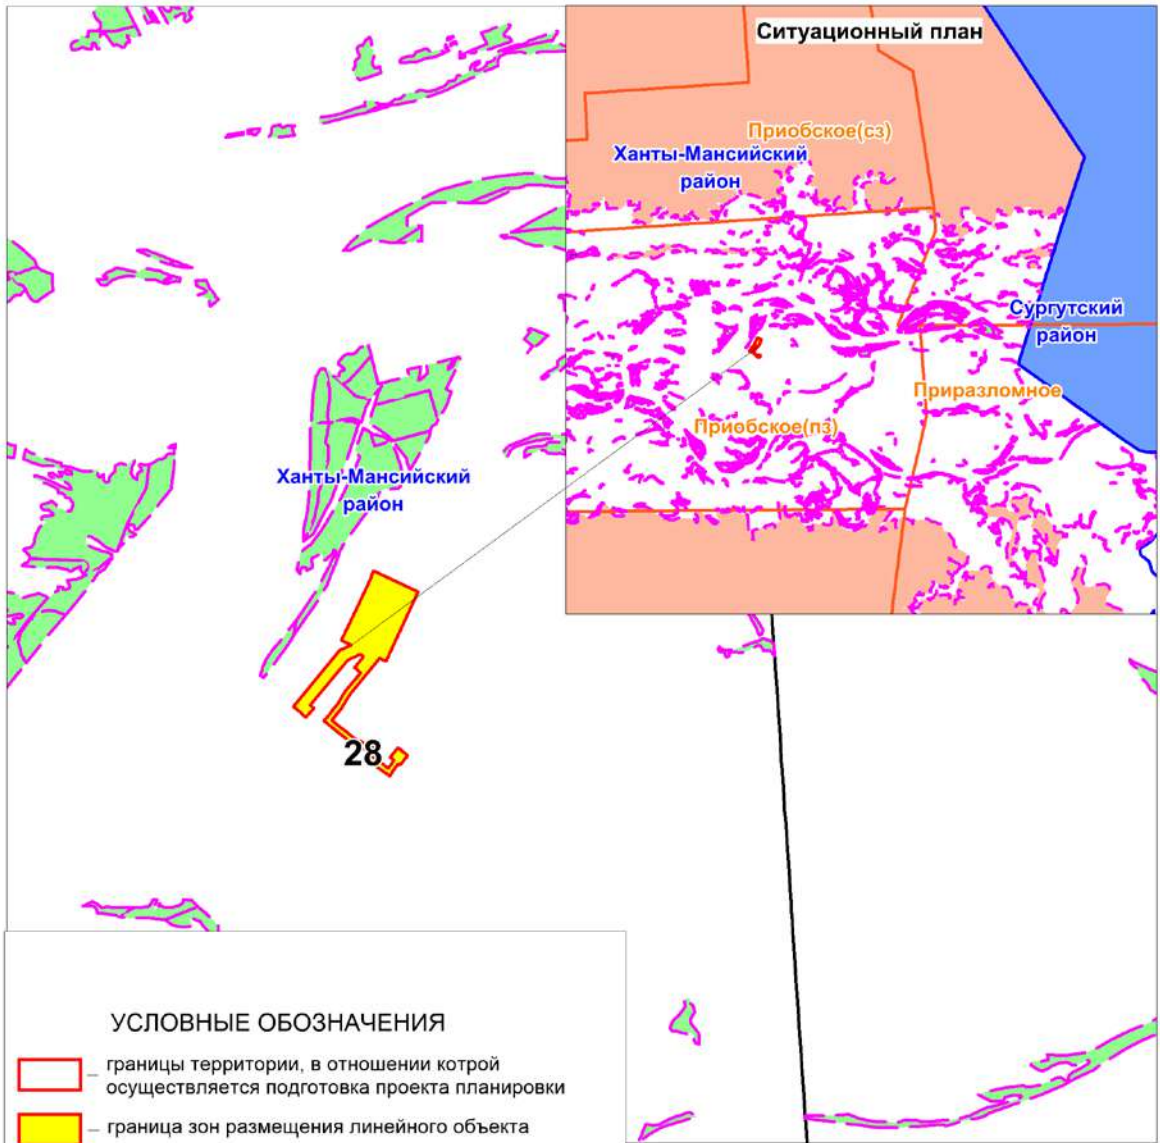 Ситуационный план
Приобское(сз)
Ханты-Мансийский
район
Сургутский
район
Приразломное
Приобское(пз)
Ханты-Мансийский
район
28
УСЛОВНЫЕ ОБОЗНАЧЕНИЯ
– границы территории, в отношении котрой
осуществляется подготовка проекта планировки
– граница зон размещения линейного объекта